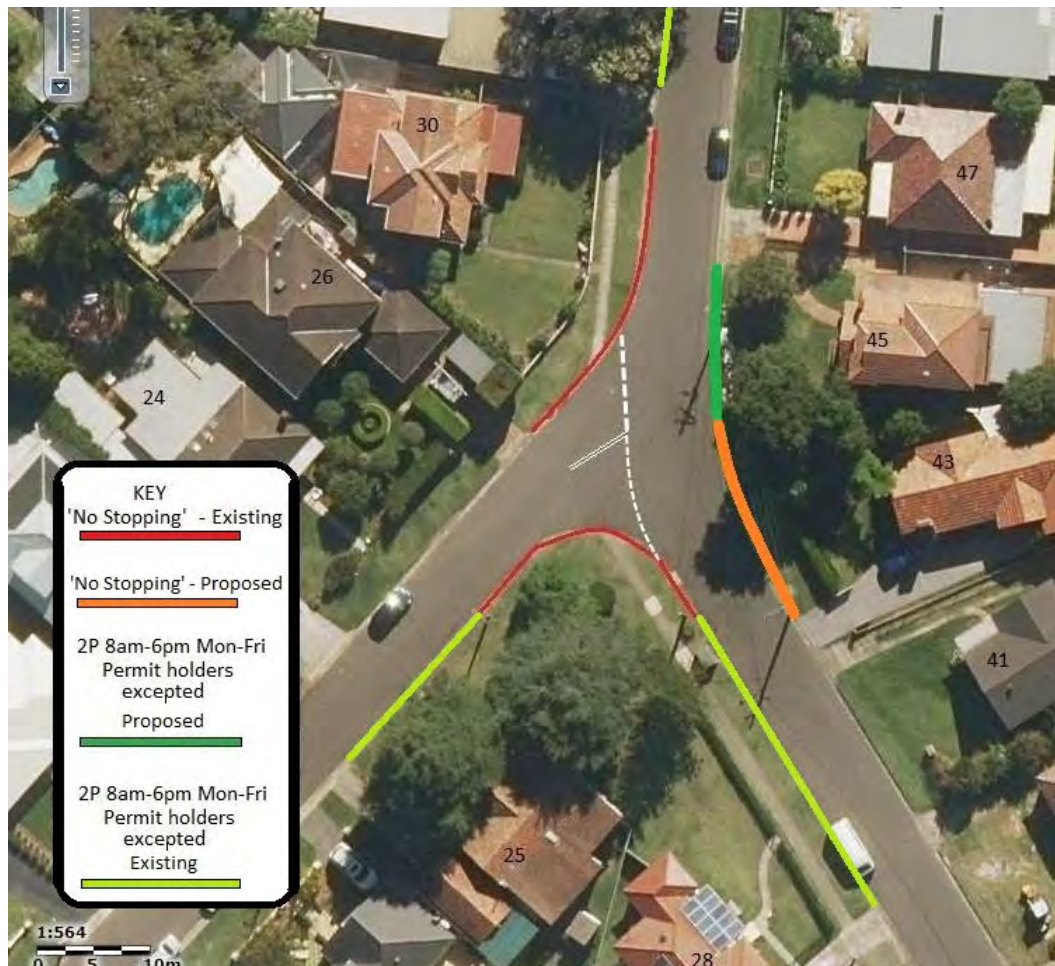 30
47
26
45
24
43
KEY
'No Stopping' - Existing
'No Stopping' - Proposed
2P 8am-6pm Mon-Fri
Permit holders
excepted
Proposed
2P 8am-6pm Mon-Fri
Permit holders
excepted
Existing
41
25
28
1:564
0 5 10m